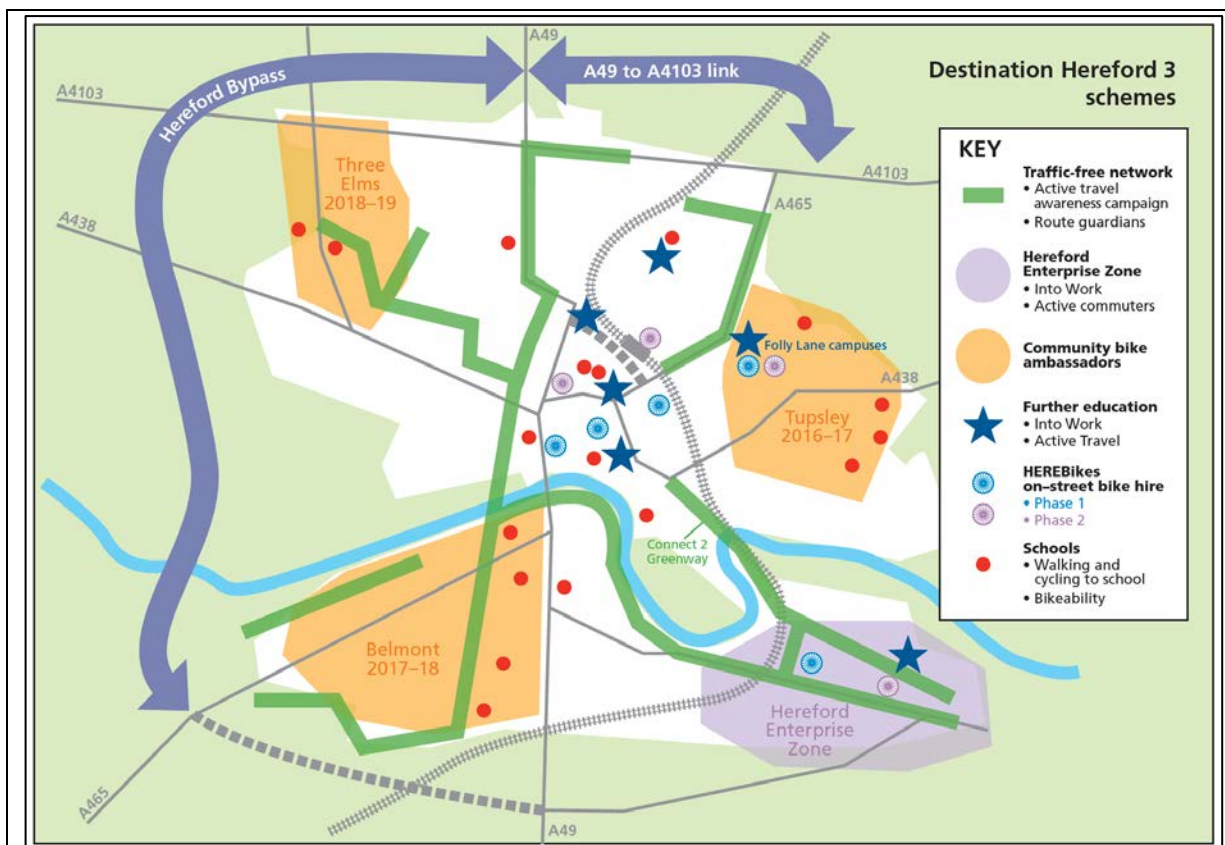 A49
Hereford Bypass
A49 to A4103 link
Destination Hereford 3
schemes
A4103
A4103
A438
A465
Three
Elms
2018–19
Folly Lane campuses
A438
Tupsley
2016–17
Connect 2
Greenway
Belmont
2017–18
Hereford
Enterprise
Zone
A465
A49
KEY
Traffic-free network
• Active travel
awareness campaign
• Route guardians
Hereford
Enterprise Zone
• Into Work
• Active commuters
Community bike
ambassadors
Further education
• Into Work
• Active Travel
HEREBikes
on–street bike hire
• Phase 1
• Phase 2
Schools
• Walking and
cycling to school
• Bikeability